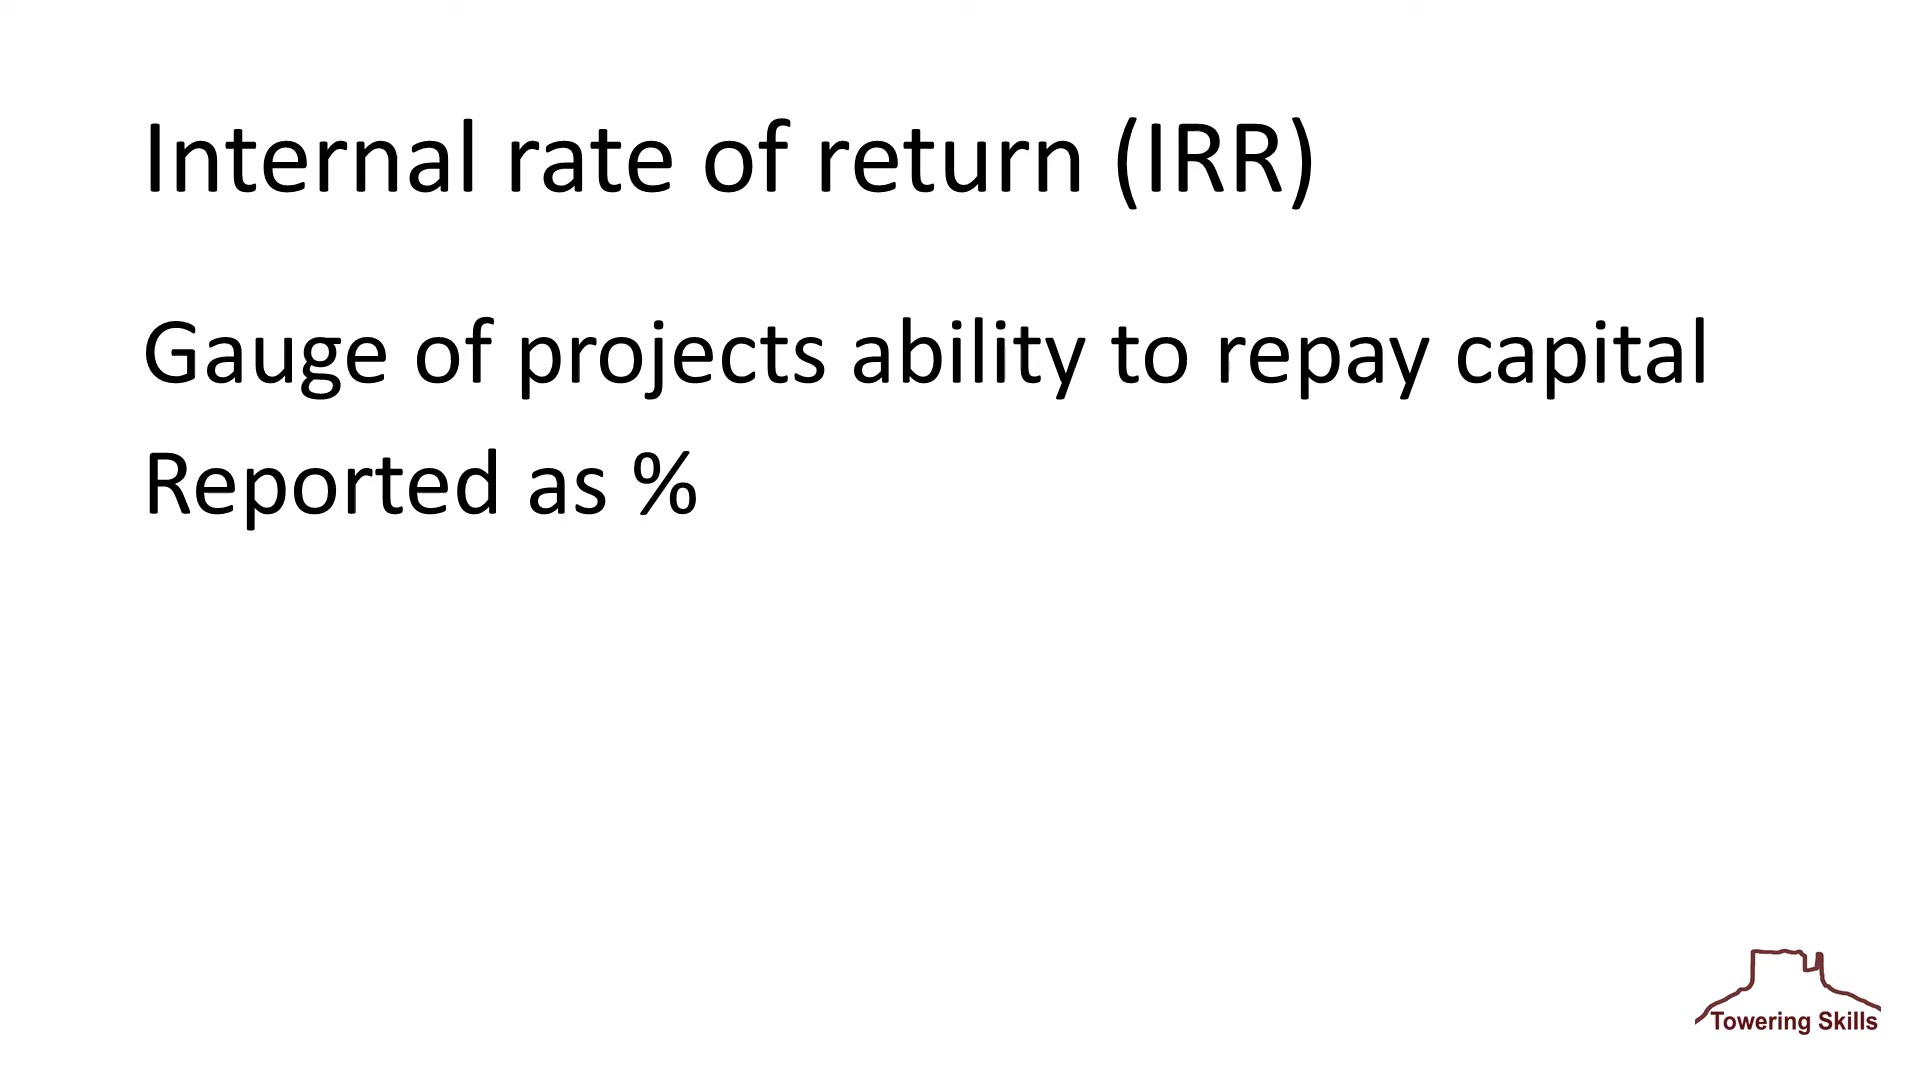 Internal rate of return (IRR)
Gauge of projects ability to repay capital
Reported as %
Towering Skills